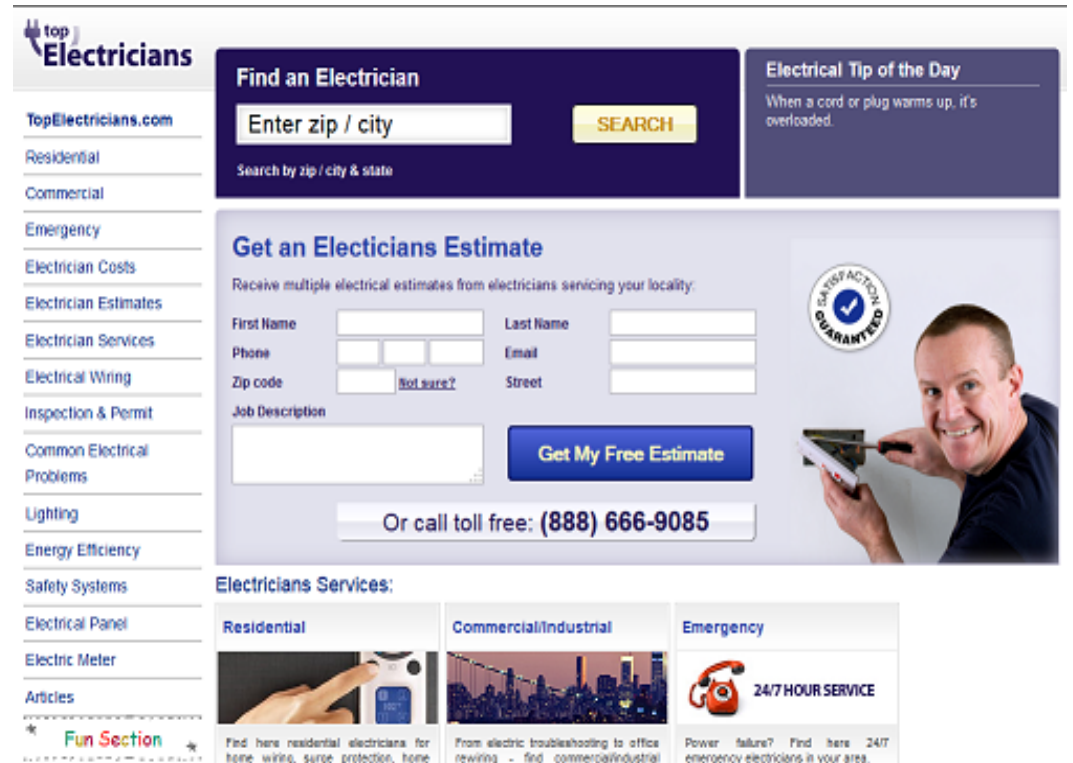 top
Electricians
TopElectricians.com
Residential
Commercial
Emergency
Electrician Costs
Electrician Estimates
Electrician Services
Electrical Wiring
Inspection & Permit
Common Electrical
Problems
Lighting
Energy Efficiency
Safety Systems
Electrical Panel
Electric Meter
Articles
Fun Section
Find an Electrician
Enter zip / city
SEARCH
Search by zip / city & state
Electrical Tip of the Day
When a cord or plug warms up, it's
overloaded.
Get an Electicians Estimate
Receive multiple electrical estimates from electricians servicing your locality:
First Name
Last Name
Phone
Email
Zip code
Not sure?
Street
Job Description
Get My Free Estimate
Or call toll free: (888) 666-9085
SATISFACTION
GUARANTEED
Electricians Services:
Residential
Find here residential electricians for
home wiring, surge protection, home
Commercial/Industrial
From electric troubleshooting to office
rewiring - find commercial/industrial
Emergency
24/7 HOUR SERVICE
Power failure? Find here 24/7
emergency electricians in your area.